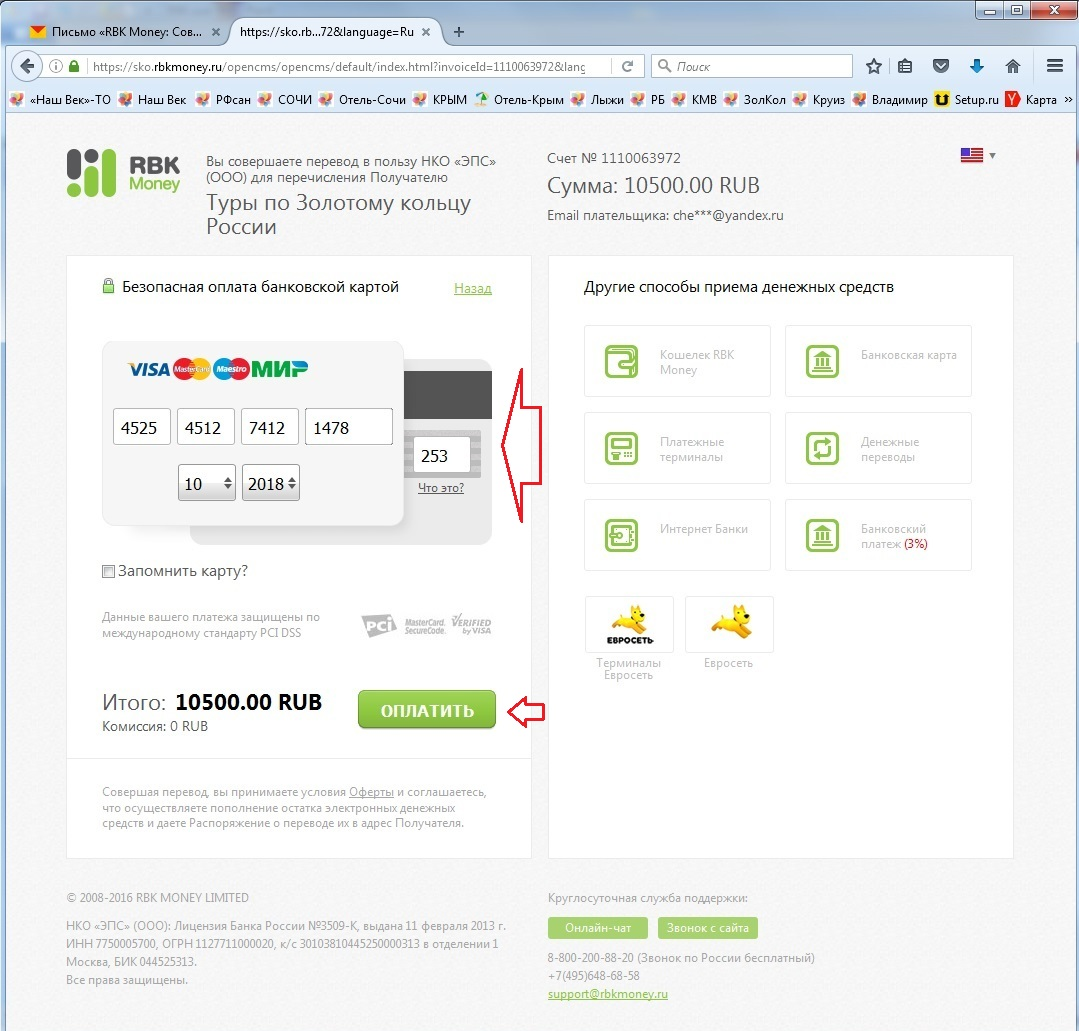 Письмо «RBK Money: Сов...
https://sko.rb...72&language=Ru
https://sko.rbkmoney.ru/opencms/opencms/default/index.html?invoiceId=1110063972&lang
Поиск
«Наш Век»-ТО Наш Век РФсан СОЧИ Отель-Сочи КРЫМ Отель-Крым Лыжи РБ КМВ ЗолКол Круиз Владимир Setup.ru Карта »
RBK
Money
Вы совершаете перевод в пользу НКО «ЭПС»
(ООО) для перечисления Получателю
Туры по Золотому кольцу
России
Счет № 1110063972
Сумма: 10500.00 RUB
Email плательщика: che***@yandex.ru
Безопасная оплата банковской картой
Назад
VISA MasterCard Maestro МИР
4525 4512 7412 1478
10 2018
253
Что это?
Запомнить карту?
Данные вашего платежа защищены по
международному стандарту PCI DSS
PCI
MasterCard.
SecureCode.
VERIFIED
by VISA
Итого: 10500.00 RUB
Комиссия: 0 RUB
ОПЛАТИТЬ
Совершая перевод, вы принимаете условия Оферты и соглашаетесь,
что осуществляете пополнение остатка электронных денежных
средств и даете Распоряжение о переводе их в адрес Получателя.
Другие способы приема денежных средств
Кошелек RBK
Money
Банковская карта
Платежные
терминалы
Денежные
переводы
Интернет Банки
Банковский
платеж (3%)
ЕВРОСЕТЬ
Терминалы
Евросеть
Евросеть
© 2008-2016 RBK MONEY LIMITED
НКО «ЭПС» (ООО): Лицензия Банка России №3509-К, выдана 11 февраля 2013 г.
ИНН 7750005700, ОГРН 1127711000020, к/с 30103810445250000313 в отделении 1
Москва, БИК 044525313.
Все права защищены.
Круглосуточная служба поддержки:
Онлайн-чат
Звонок с сайта
8-800-200-88-20 (Звонок по России бесплатный)
+7(495)648-68-58
support@rbkmoney.ru